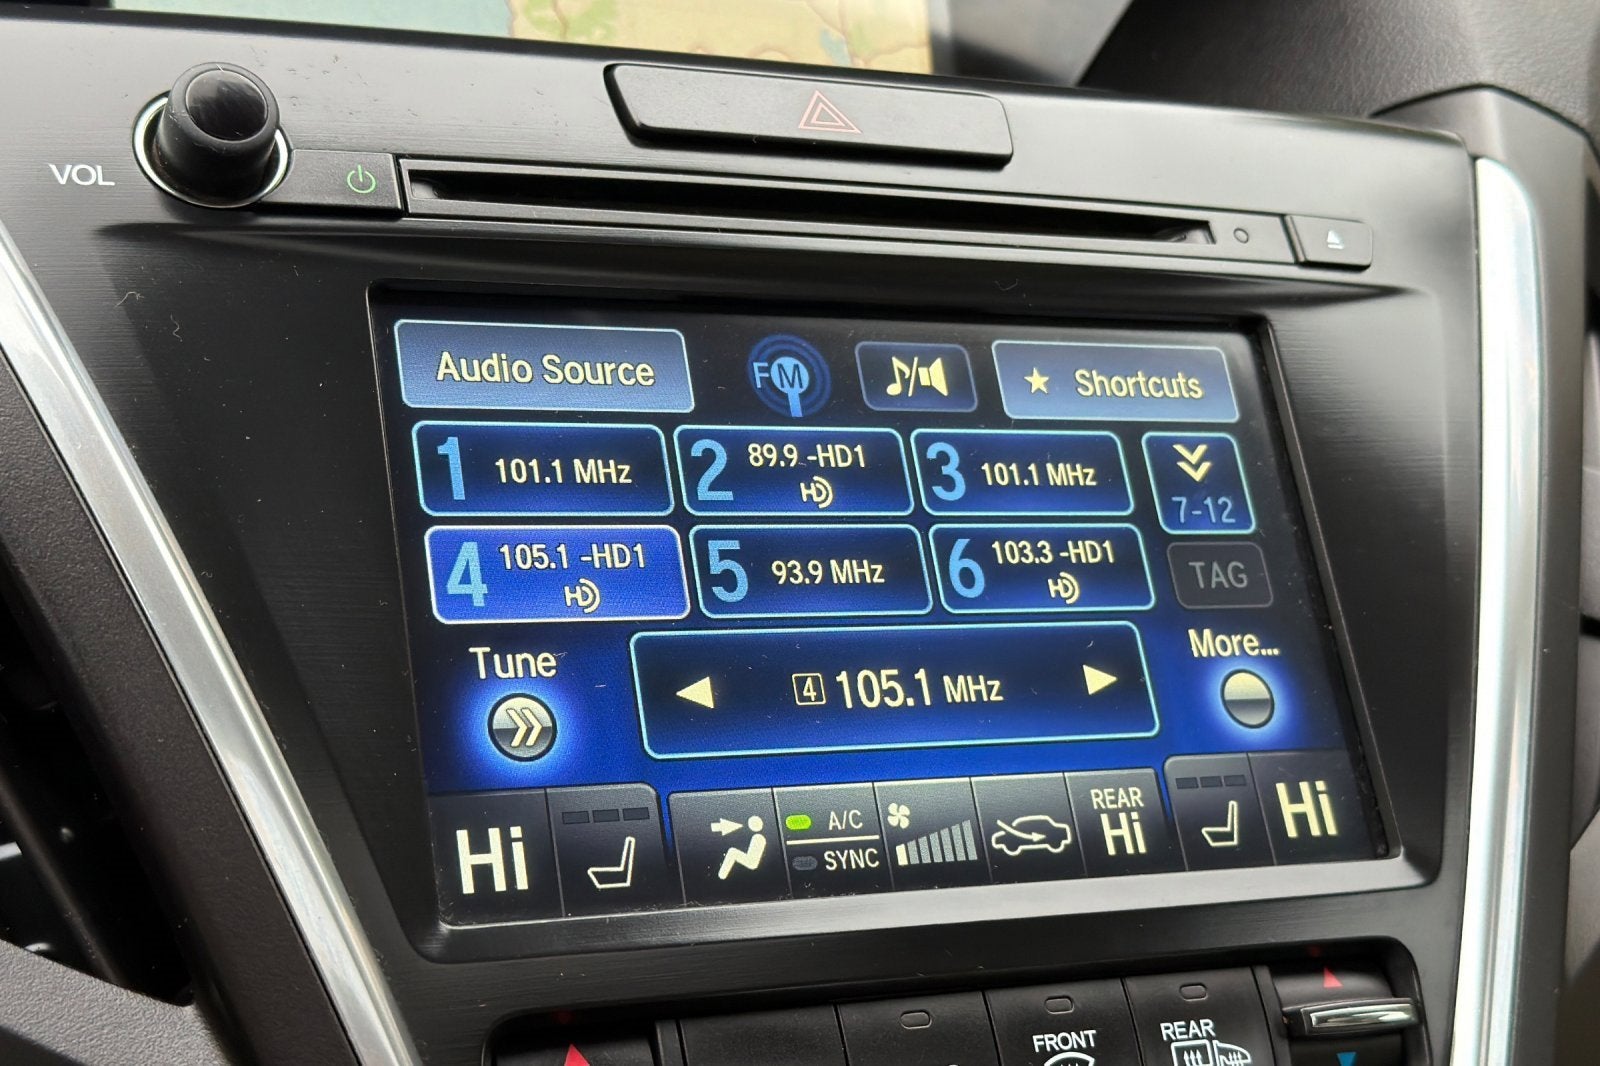 VOL
Audio Source
FM
Shortcuts
1 101.1 MHz
2 89.9 -HD1
HD
3 101.1 MHz
7-12
4 105.1 -HD1
HD
5 93.9 MHz
6 103.3 -HD1
HD
TAG
Tune
4 105.1 MHz
More...
Hi
A/C
SYNC
REAR
Hi
Hi
FRONT
REAR